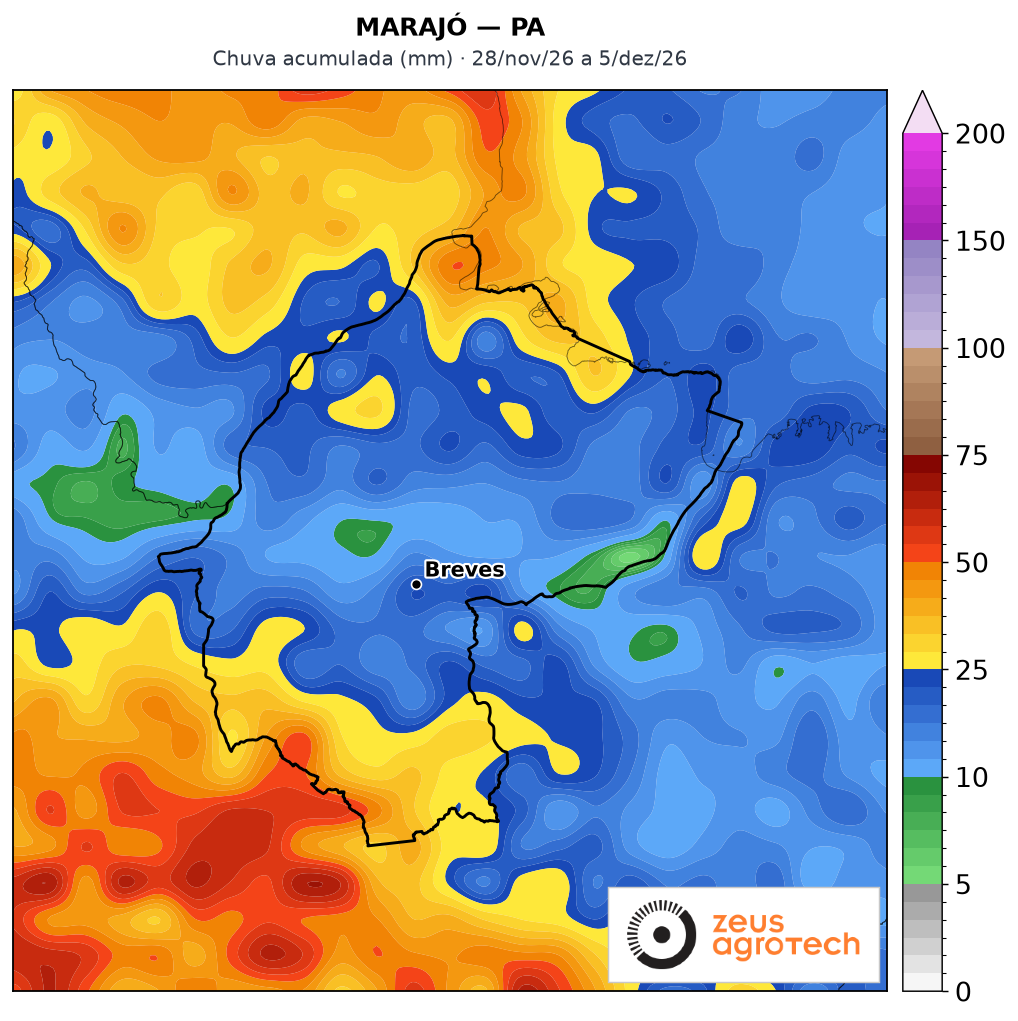 MARAJÓ — PA
Chuva acumulada (mm) · 28/nov/26 a 5/dez/26
200
150
100
75
50
25
10
5
0
Breves
zeus
agrotech